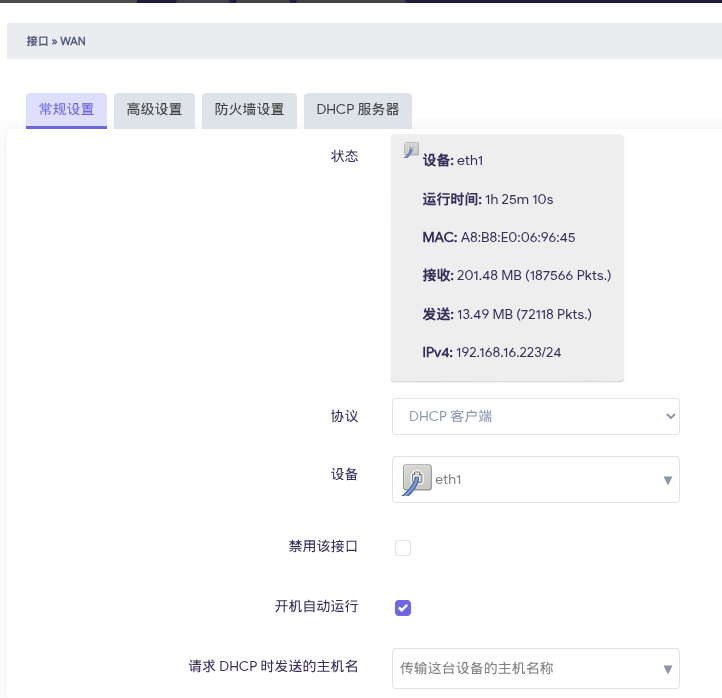 接口 » WAN
常规设置 高级设置 防火墙设置 DHCP 服务器
状态
设备: eth1
运行时间: 1h 25m 10s
MAC: A8:B8:E0:06:96:45
接收: 201.48 MB (187566 Pkts.)
发送: 13.49 MB (72118 Pkts.)
IPv4: 192.168.16.223/24
协议 DHCP 客户端
设备 eth1
禁用该接口
开机自动运行
请求 DHCP 时发送的主机名 传输这台设备的主机名称